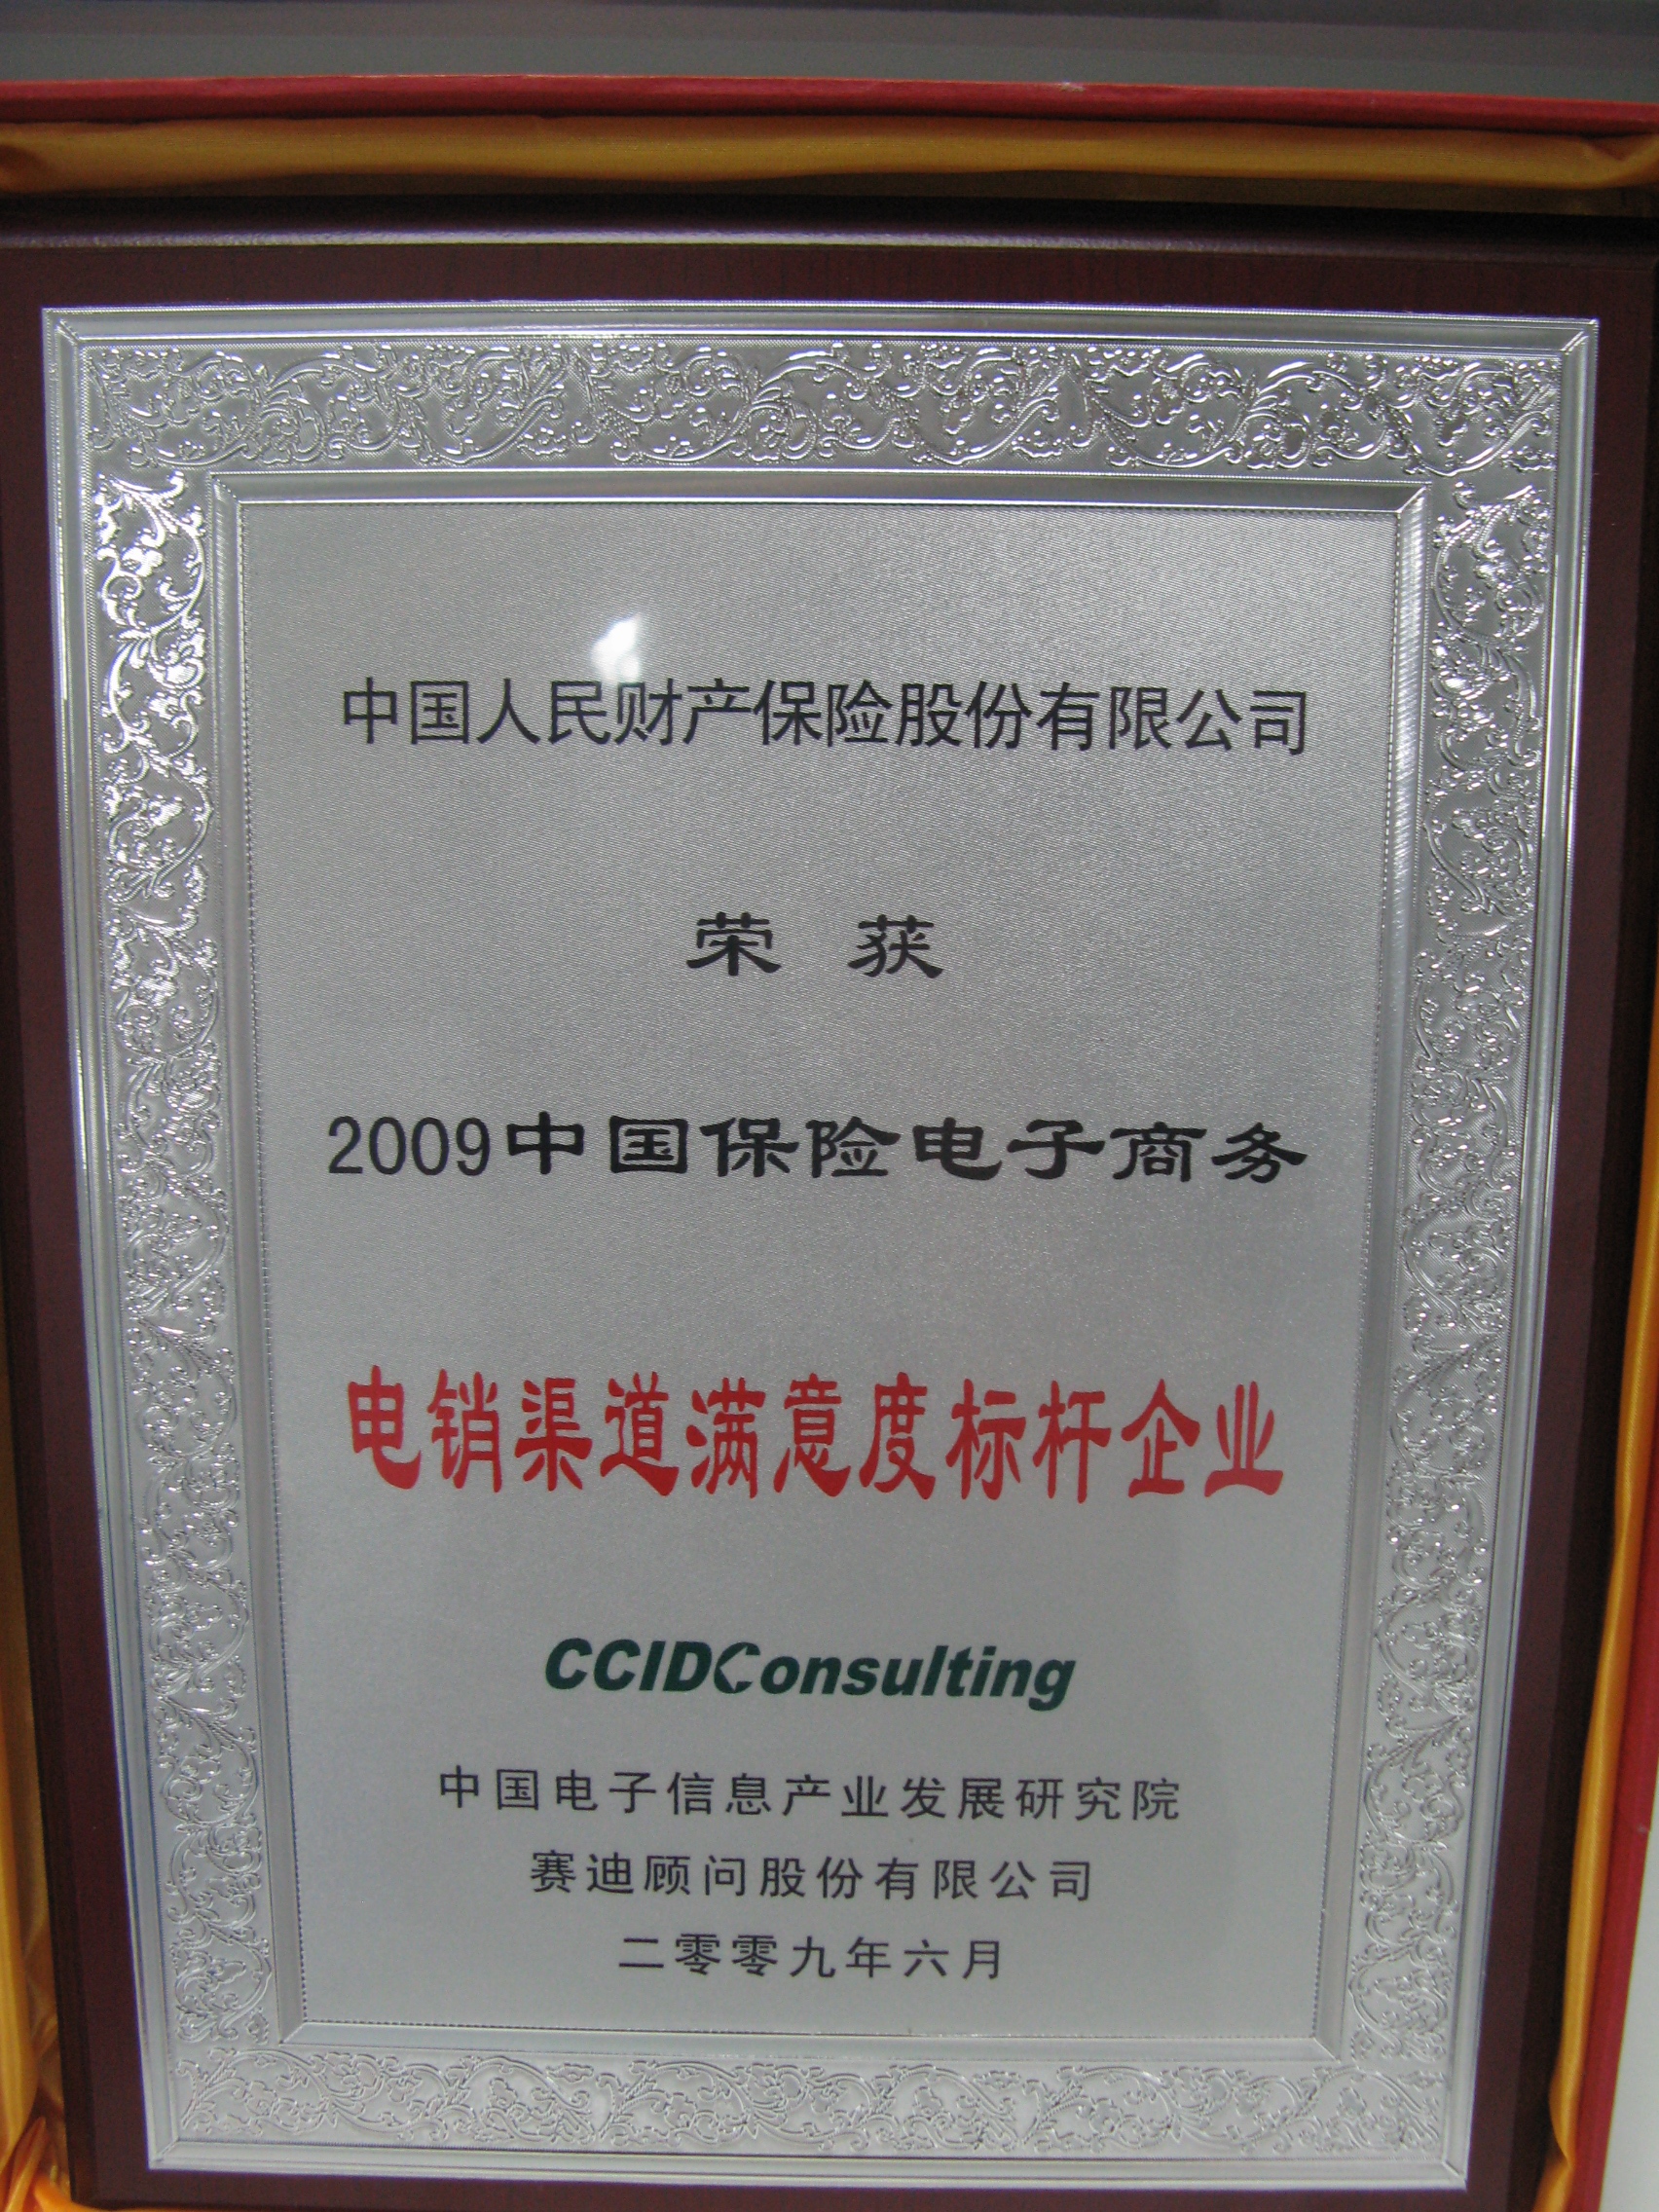 中国人民财产保险股份有限公司
荣 获
2009中国保险电子商务
电销渠道满意度标杆企业
CCIDConsulting
中国电子信息产业发展研究院
赛迪顾问股份有限公司
二零零九年六月